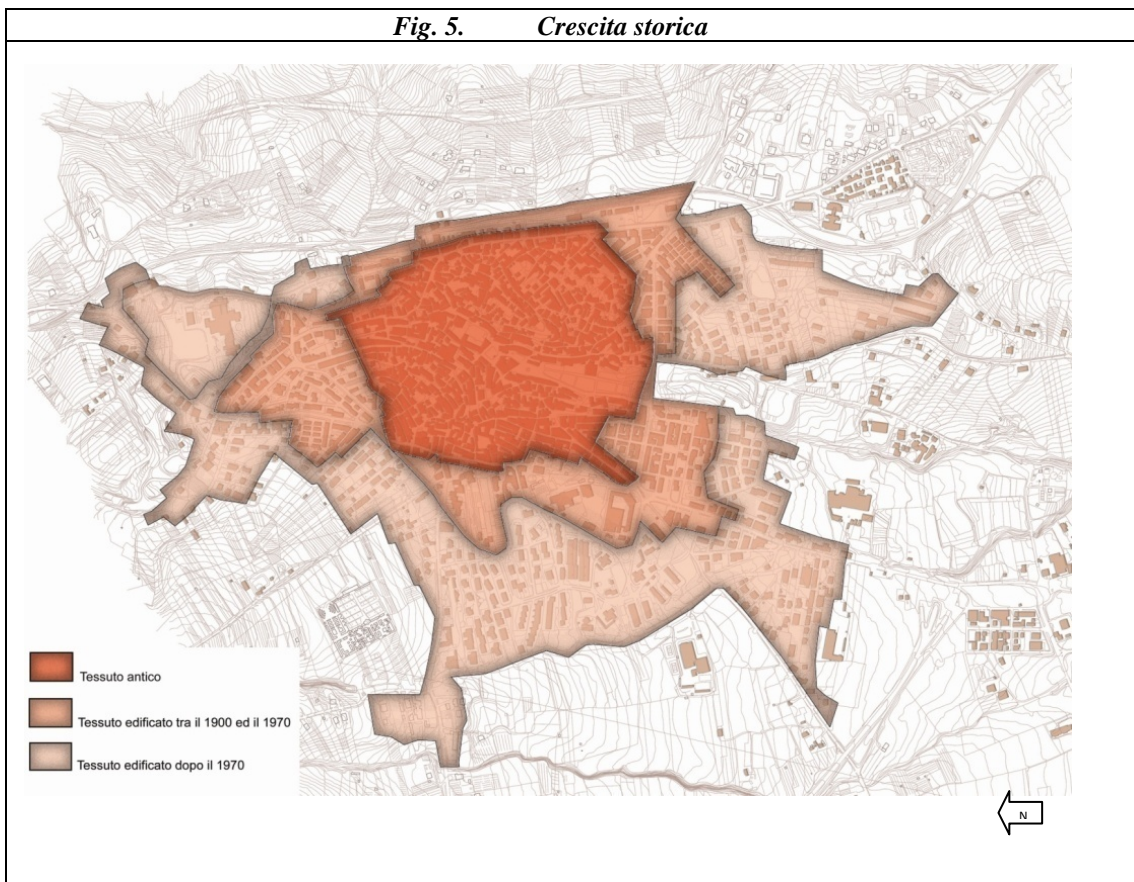 Fig. 5. Crescita storica
Tessuto antico
Tessuto edificato tra il 1900 ed il 1970
Tessuto edificato dopo il 1970
N